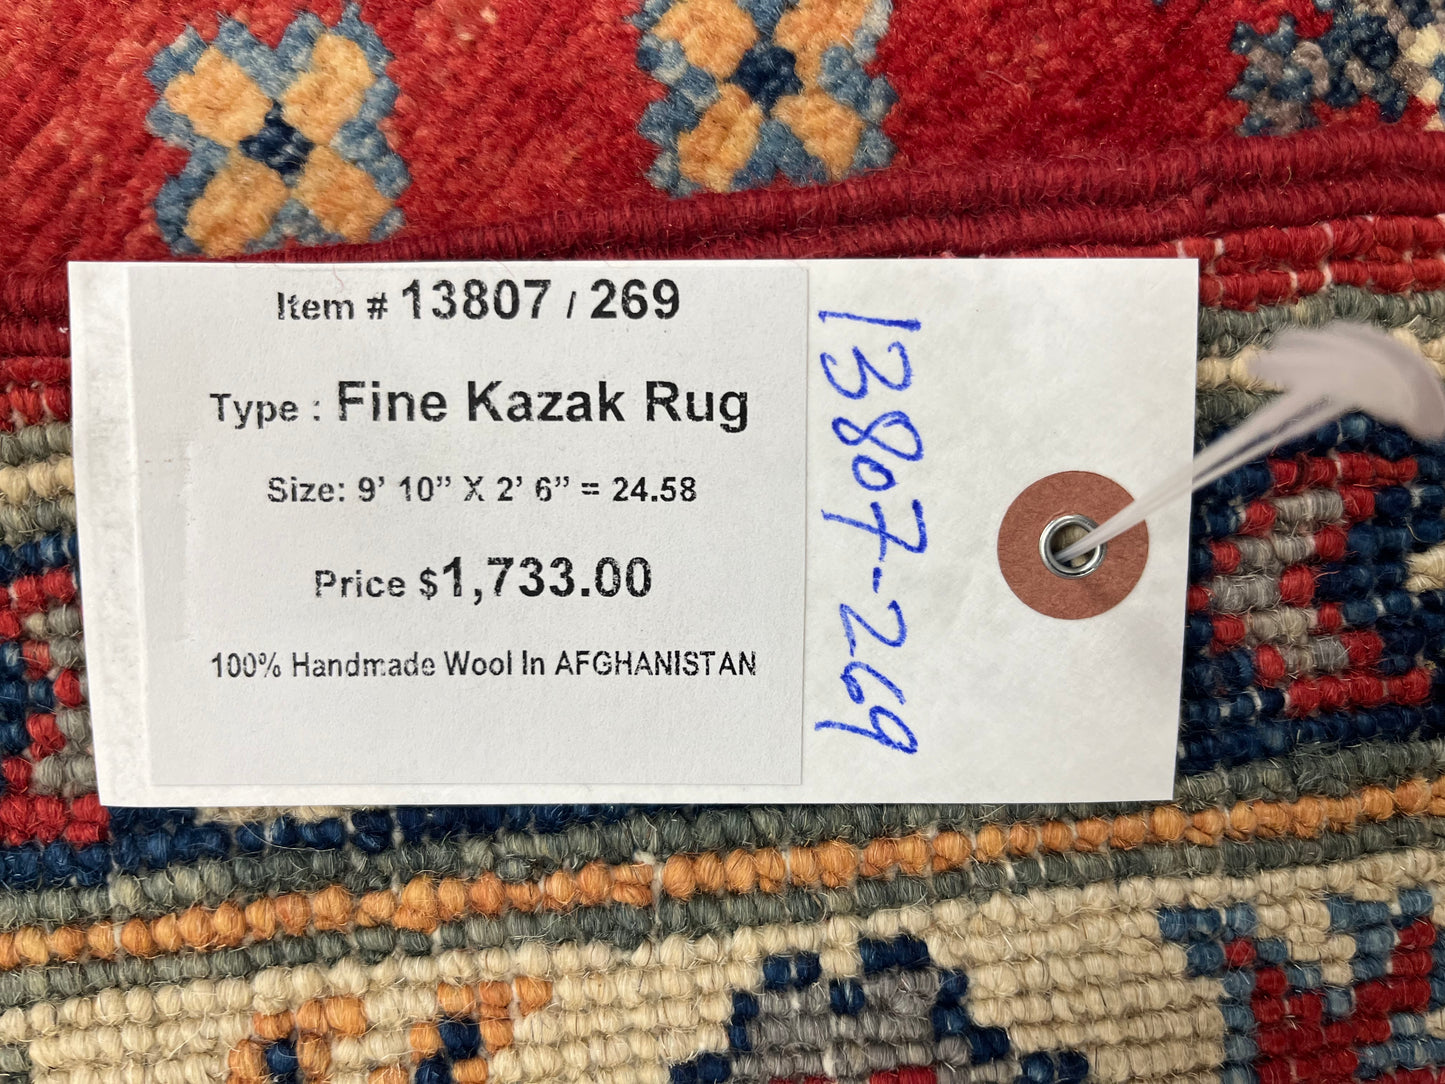 Item # 13807 / 269
Type : Fine Kazak Rug
Size: 9’ 10” X 2’ 6” = 24.58
Price $1,733.00
100% Handmade Wool In AFGHANISTAN
13807-269